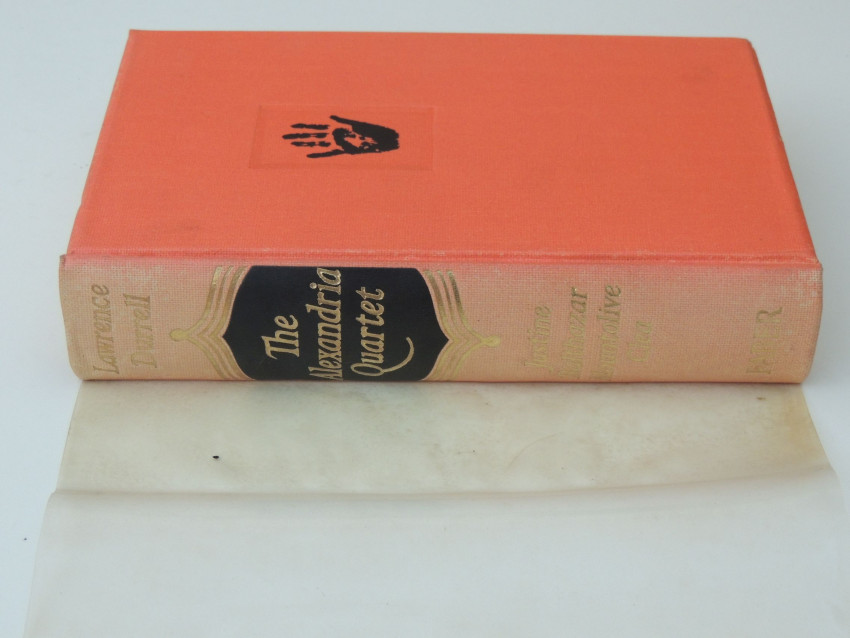 Lawrence
Durrell
The
Alexandria
Quartet
Justine
Balthazar
Mountolive
Clea